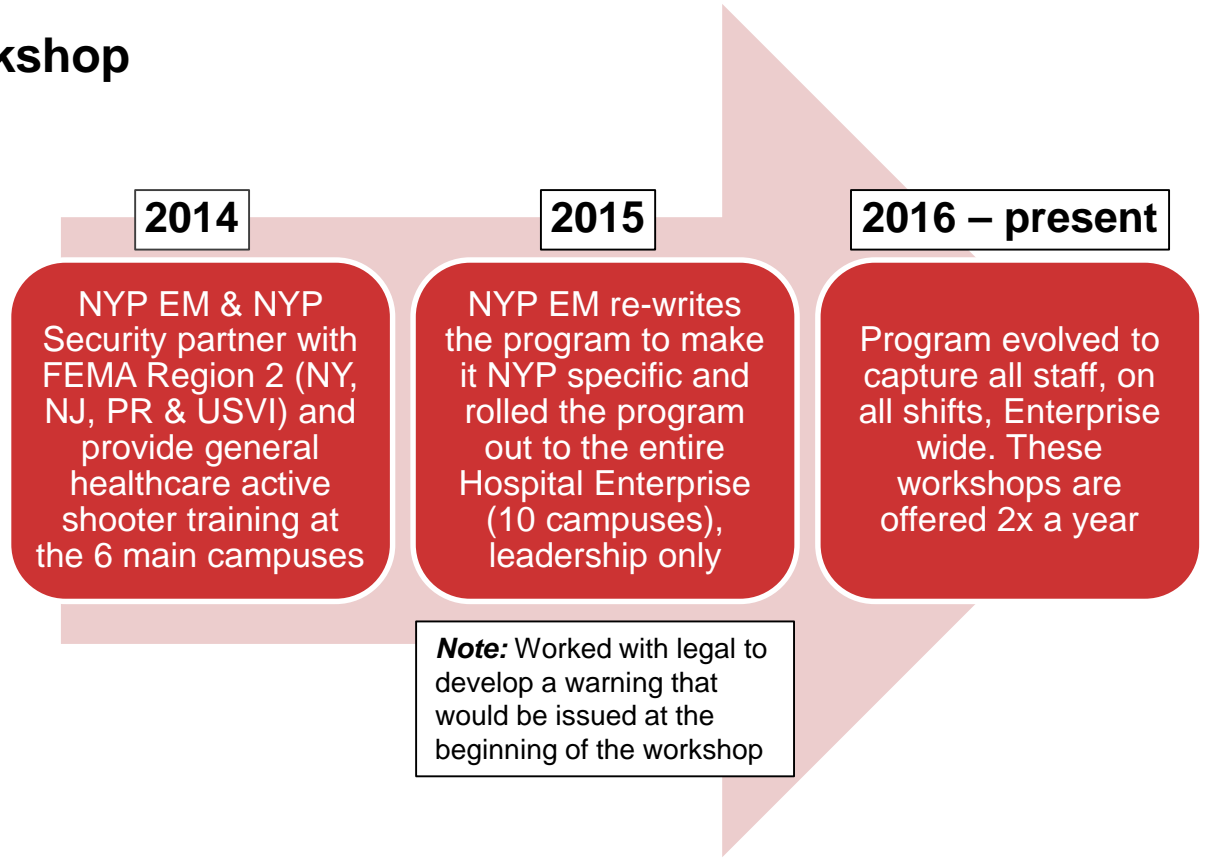 2014
NYP EM & NYP
Security partner with
FEMA Region 2 (NY,
NJ, PR & USVI) and
provide general
healthcare active
shooter training at
the 6 main campuses
2015
NYP EM re-writes
the program to make
it NYP specific and
rolled the program
out to the entire
Hospital Enterprise
(10 campuses),
leadership only
Note: Worked with legal to
develop a warning that
would be issued at the
beginning of the workshop
2016 – present
Program evolved to
capture all staff, on
all shifts, Enterprise
wide. These
workshops are
offered 2x a year